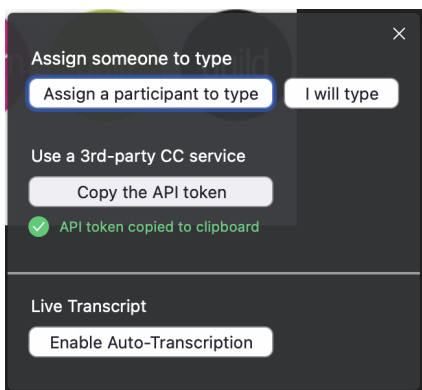 Assign someone to type
Assign a participant to type
I will type
Use a 3rd-party CC service
Copy the API token
API token copied to clipboard
Live Transcript
Enable Auto-Transcription